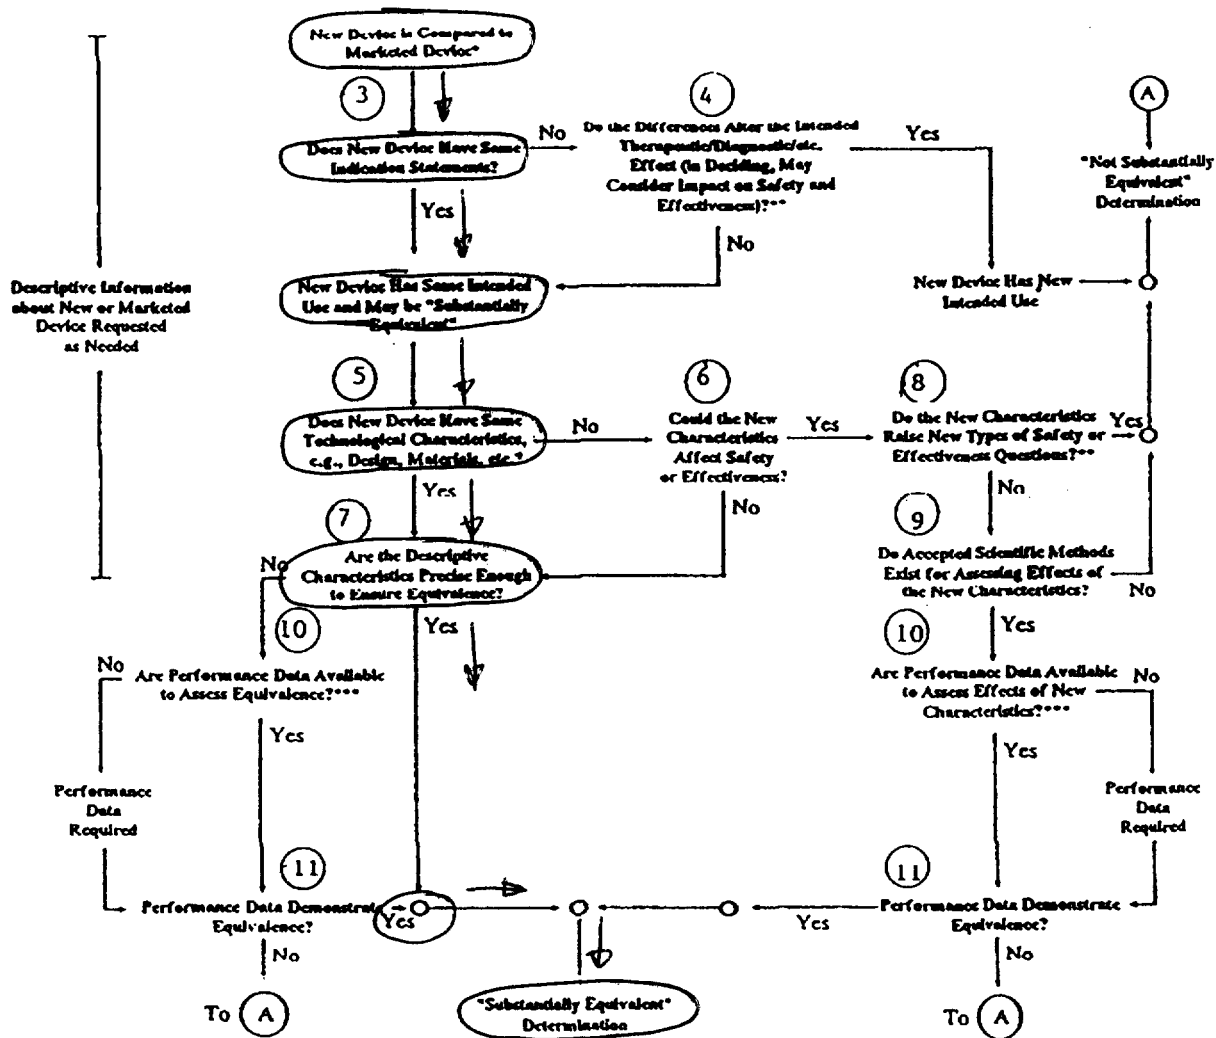 New Device is Compared to
Marketed Device*
3
4
A
Does New Device Have Same
Indication Statements?
No
Do the Differences Alter the Intended
Therapeutic/Diagnostic/etc.
Effect (in Deciding, May
Consider Impact on Safety and
Effectiveness)?**
Yes
"Not Substantially
Equivalent"
Determination
Yes
No
Descriptive Information
about New or Marketed
Device Requested
as Needed
New Device Has Same Intended
Use and May be "Substantially
Equivalent"
New Device Has New
Intended Use
5
6
8
Does New Device Have Same
Technological Characteristics,
e.g., Design, Materials, etc.?
No
Could the New
Characteristics
Affect Safety
or Effectiveness?
Yes
Do the New Characteristics
Raise New Types of Safety or
Effectiveness Questions?**
Yes
Yes
No
No
7
9
No
Are the Descriptive
Characteristics Precise Enough
to Ensure Equivalence?
Do Accepted Scientific Methods
Exist for Assessing Effects of
the New Characteristics?
No
10
Yes
10
Yes
No
Are Performance Data Available
to Assess Equivalence?***
Are Performance Data Available
to Assess Effects of New
Characteristics?***
No
Yes
Yes
Performance
Data
Required
Performance
Data
Required
11
11
Performance Data Demonstrate
Equivalence?
Yes
Yes
Performance Data Demonstrate
Equivalence?
No
No
To A
"Substantially Equivalent"
Determination
To A